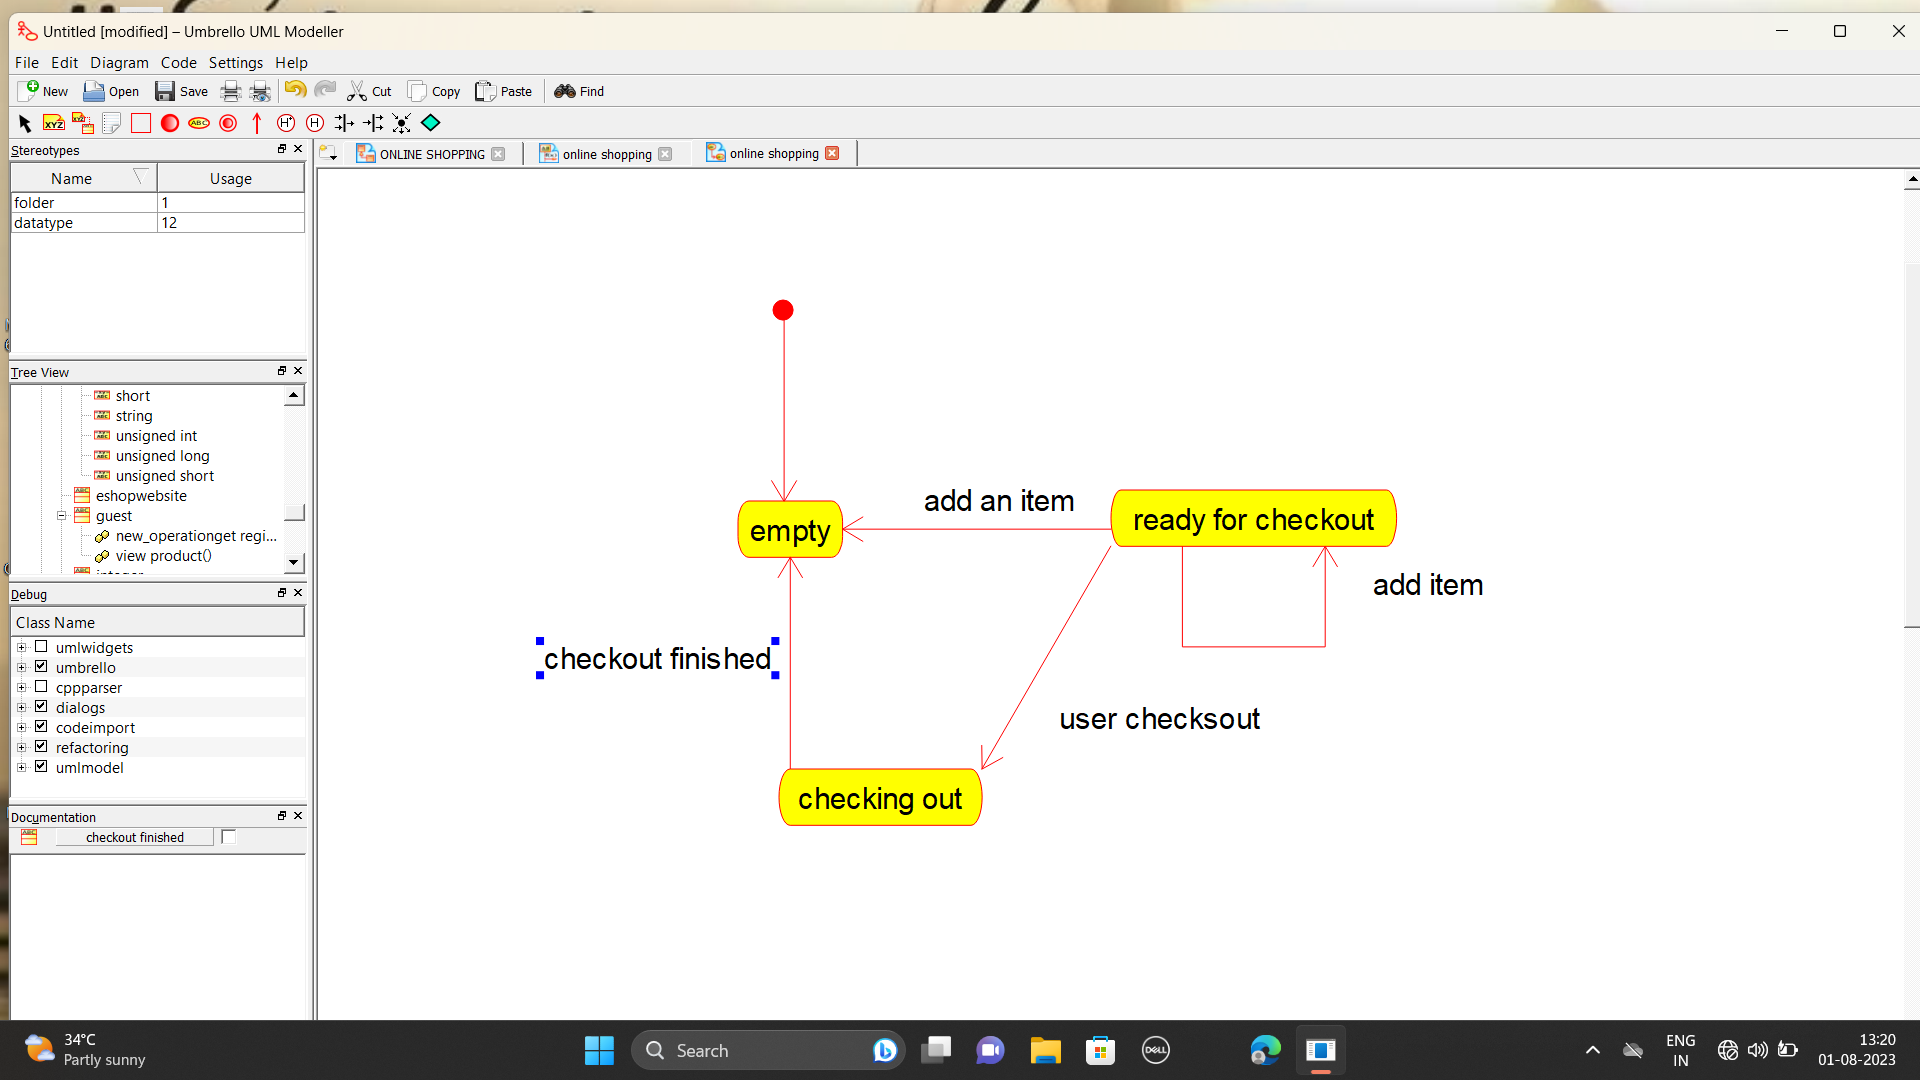 Untitled [modified] – Umbrello UML Modeller
File Edit Diagram Code Settings Help
New Open Save Cut Copy Paste Find
XYZ XYZ ABC H* H
Stereotypes
ONLINE SHOPPING online shopping online shopping
Name Usage
folder 1
datatype 12
Tree View
short
string
unsigned int
unsigned long
unsigned short
eshopwebsite
guest
new_operationget regi...
view product()
Debug
Class Name
umlwidgets
umbrello
cppparser
dialogs
codeimport
refactoring
umlmodel
Documentation
checkout finished
add an item
empty
ready for checkout
add item
checkout finished
user checksout
checking out
34°C
Partly sunny
Search
DELL
ENG
IN
13:20
01-08-2023